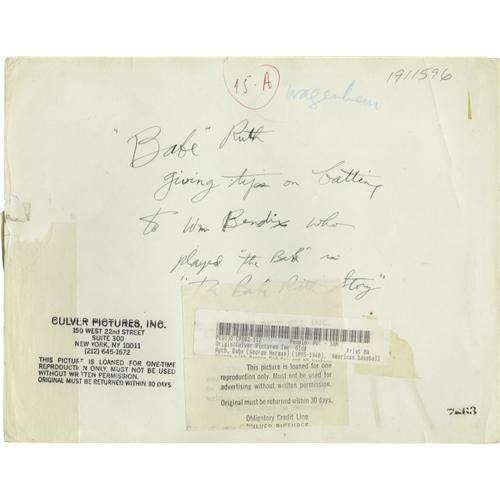 15-A
1911596
Wagenheim
"Babe" Ruth
giving tips on batting
to Wm Bendix who
played "the Babe" in
"The Babe Ruth Story"
CULVER PICTURES, INC.
150 WEST 22nd STREET
SUITE 300
NEW YORK, NY 10011
(212) 645-1672
THIS PICTURE IS LOANED FOR ONE-TIME
REPRODUCTION ONLY. MUST NOT BE USED
WITHOUT WRITTEN PERMISSION.
ORIGINAL MUST BE RETURNED WITHIN 30 DAYS.
Print BW
Ruth, Babe (George Herman) (1895-1948). American baseball
This picture is loaned for one
reproduction only. Must not be used for
advertising without written permission.
Original must be returned within 30 days.
Obligatory Credit Line
CULVER PICTURES
7263